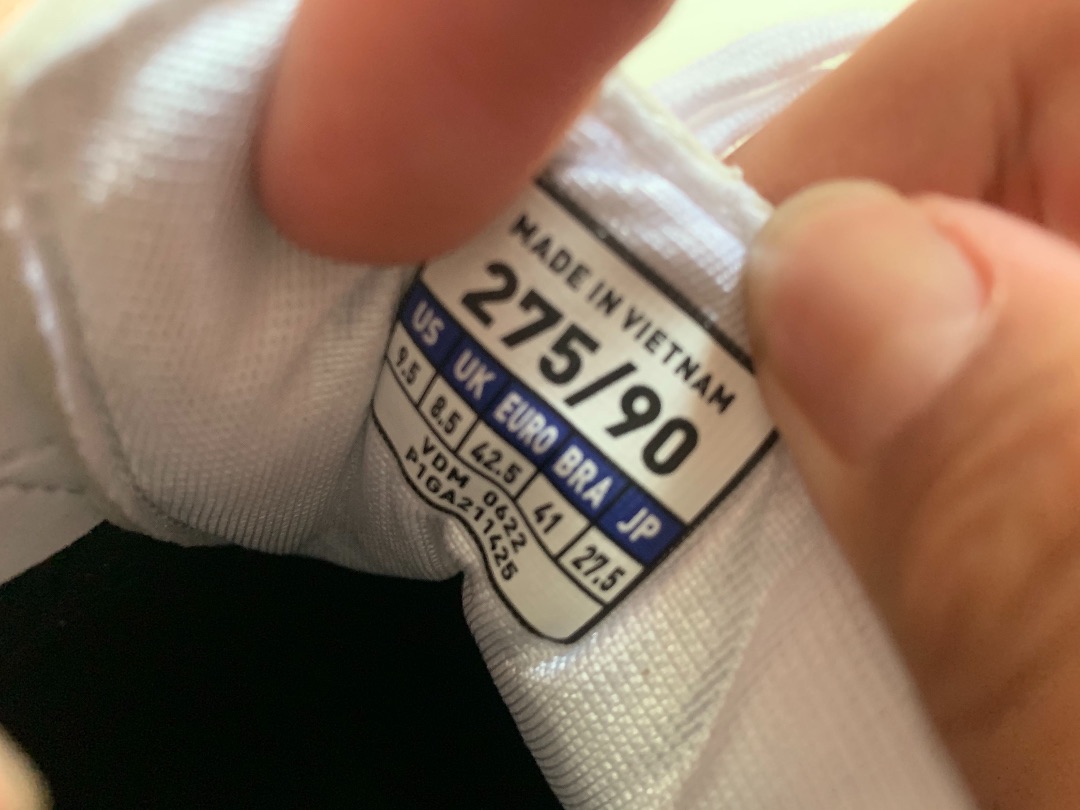 MADE IN VIETNAM
275/90
US UK EURO BRA JP
9.5 8.5 42.5 41 27.5
VDM 0622
P1GA211425